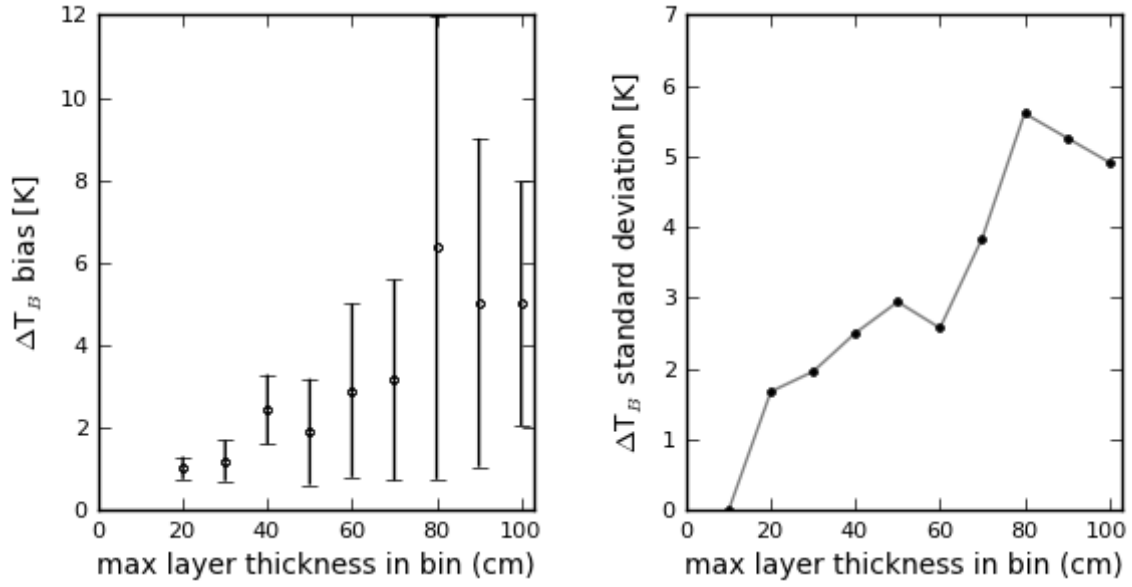 12
10
8
6
4
2
0
ΔT_B bias [K]
0 20 40 60 80 100
max layer thickness in bin (cm)
7
6
5
4
3
2
1
0
ΔT_B standard deviation [K]
0 20 40 60 80 100
max layer thickness in bin (cm)